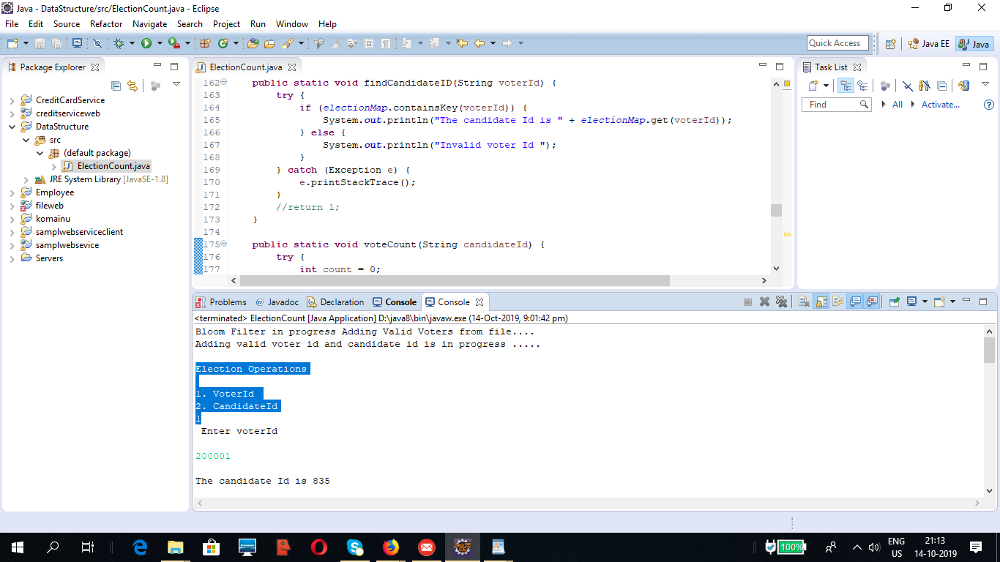 Java - DataStructure/src/ElectionCount.java - Eclipse
File Edit Source Refactor Navigate Search Project Run Window Help
Quick Access
Java EE
Java
Package Explorer
CreditCardService
creditserviceweb
DataStructure
src
(default package)
ElectionCount.java
JRE System Library [JavaSE-1.8]
Employee
fileweb
komainu
samplwebserviceclient
samplwebsevice
Servers
ElectionCount.java
162 public static void findCandidateID(String voterId) {
163 try {
164 if (electionMap.containsKey(voterId)) {
165 System.out.println("The candidate Id is " + electionMap.get(voterId));
166 } else {
167 System.out.println("Invalid voter Id ");
168 }
169 } catch (Exception e) {
170 e.printStackTrace();
171 }
172 //return 1;
173 }
174
175 public static void voteCount(String candidateId) {
176 try {
177 int count = 0;
Task List
Find
All
Activate...
Problems @ Javadoc Declaration Console Console
<terminated> ElectionCount [Java Application] D:\java8\bin\javaw.exe (14-Oct-2019, 9:01:42 pm)
Bloom Filter in progress Adding Valid Voters from file....
Adding valid voter id and candidate id is in progress .....
Election Operations
1. VoterId
2. CandidateId
1
Enter voterId
200001
The candidate Id is 835
100%
ENG
US
21:13
14-10-2019